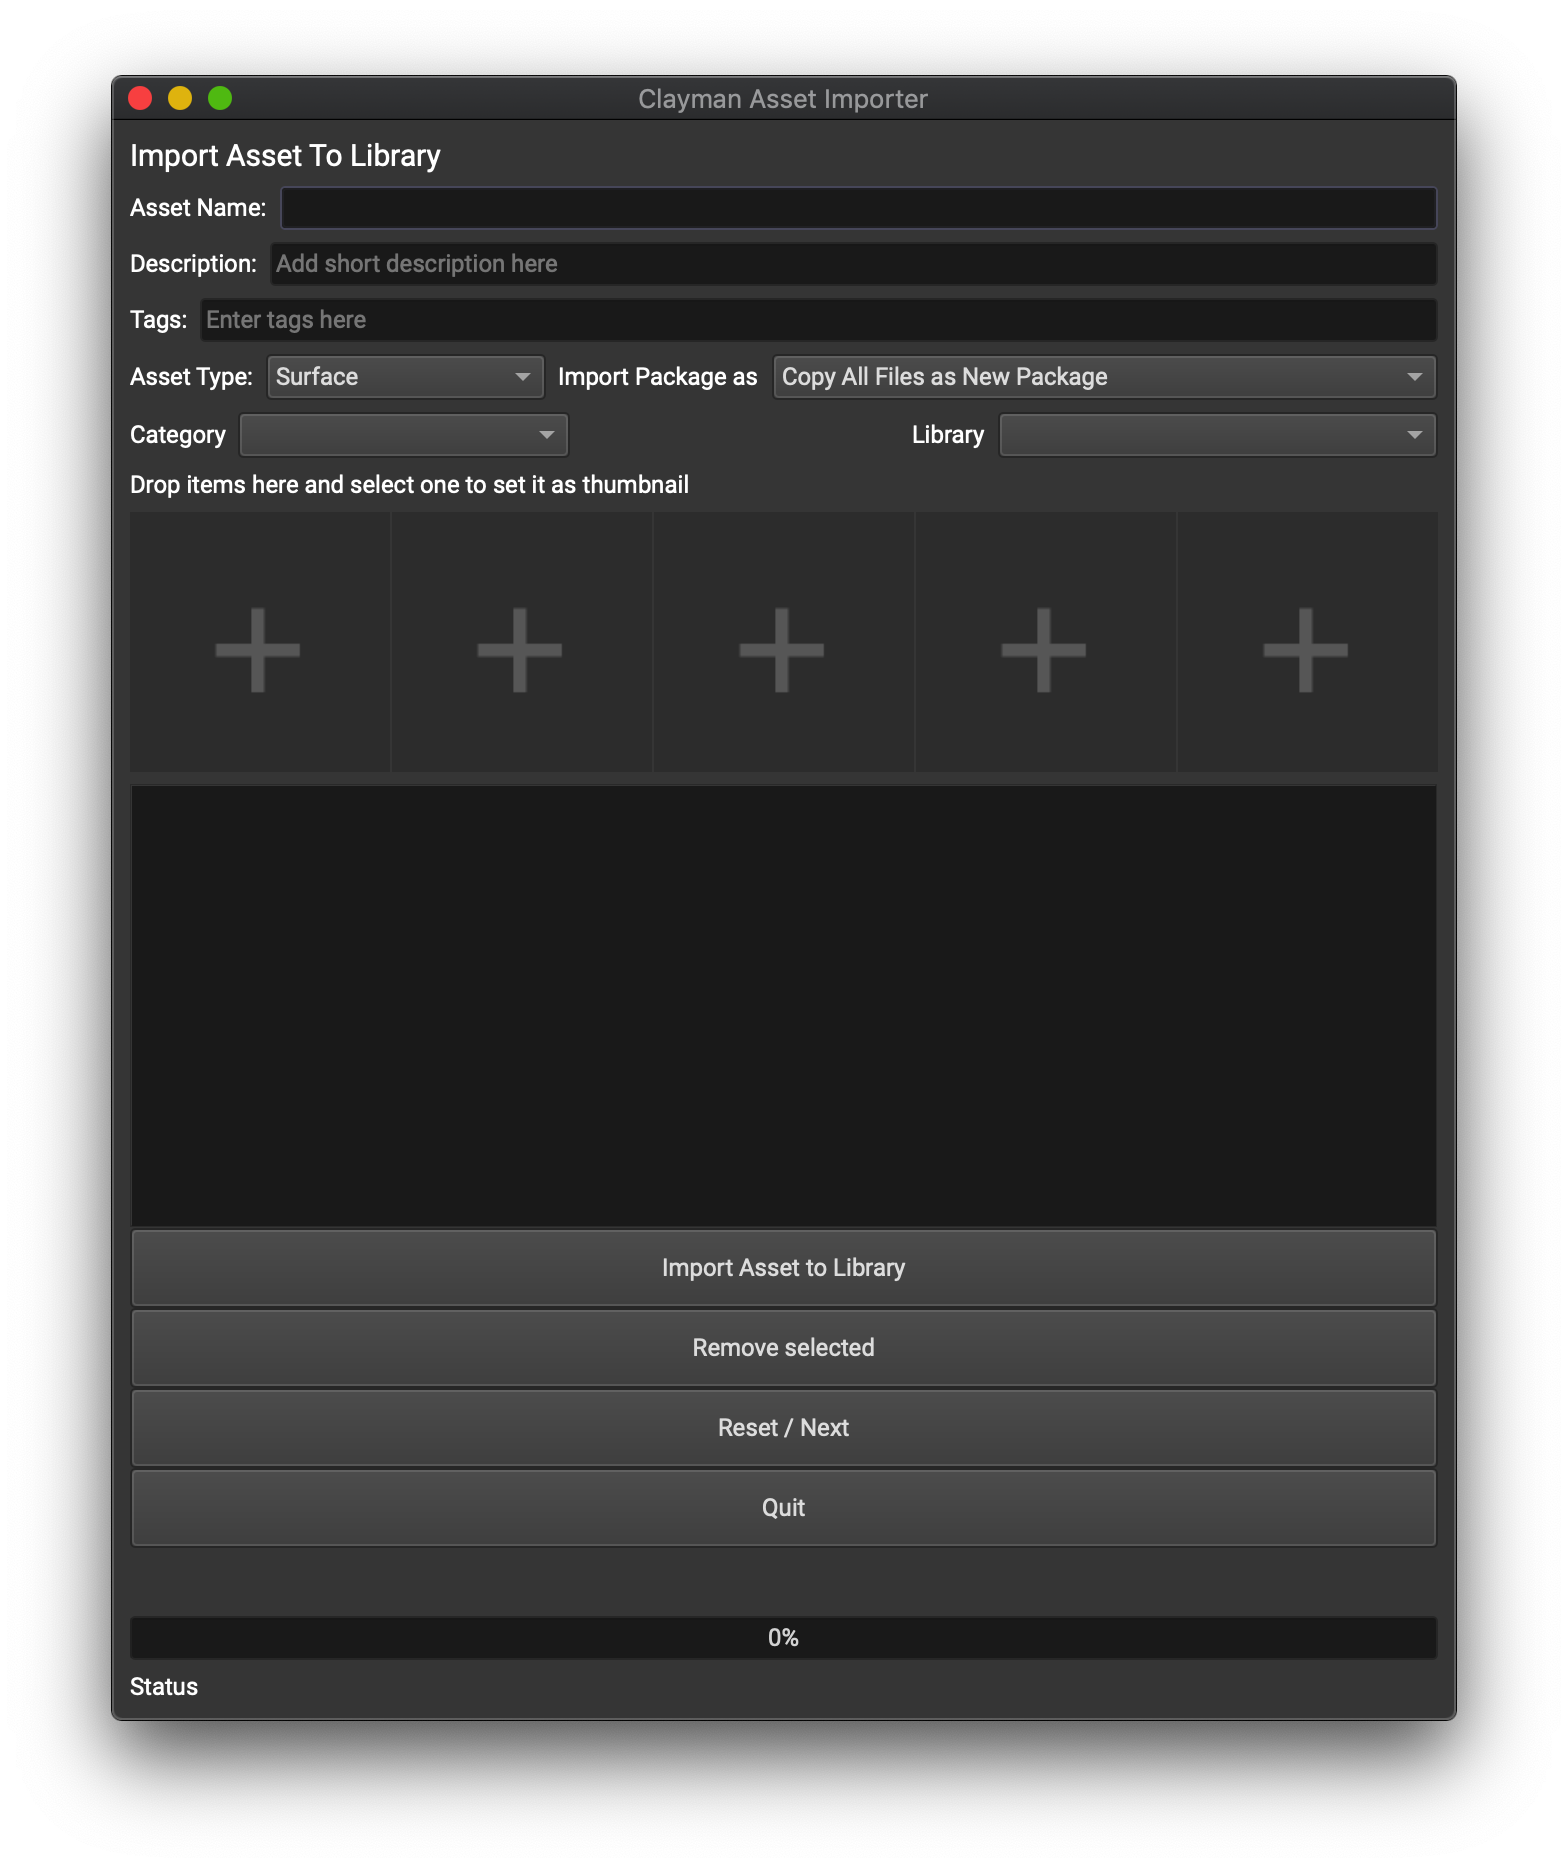 Clayman Asset Importer
Import Asset To Library
Asset Name:
Description: Add short description here
Tags: Enter tags here
Asset Type: Surface Import Package as Copy All Files as New Package
Category Library
Drop items here and select one to set it as thumbnail
Import Asset to Library
Remove selected
Reset / Next
Quit
0%
Status